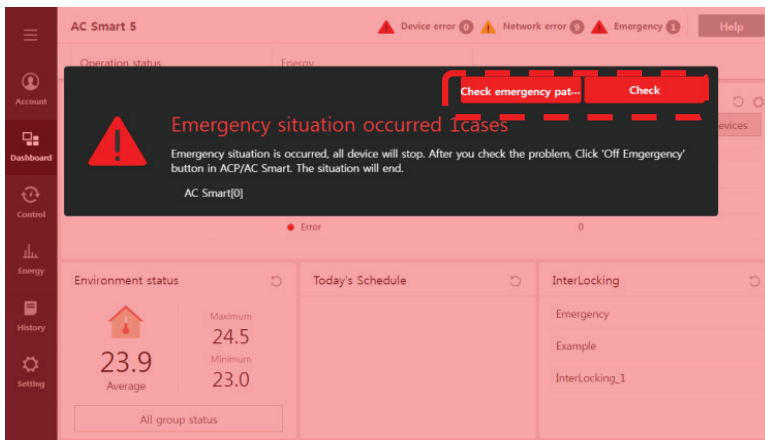 AC Smart 5
Device error 0
Network error 9
Emergency 1
Help
Account
Dashboard
Control
Energy
History
Setting
Operation status
Energy
Check emergency pat...
Check
Emergency situation occurred 1cases
Emergency situation is occurred, all device will stop. After you check the problem, Click 'Off Emgergency'
button in ACP/AC Smart. The situation will end.
AC Smart[0]
evices
Error 0
Environment status
Maximum
24.5
23.9
Average
Minimum
23.0
All group status
Today's Schedule
InterLocking
Emergency
Example
InterLocking_1